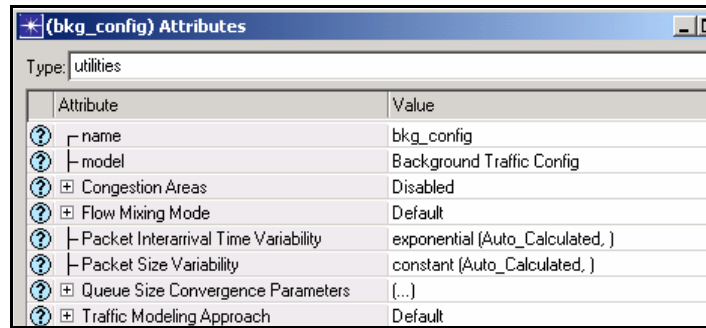 (bkg_config) Attributes
Type: utilities
Attribute Value
name bkg_config
model Background Traffic Config
Congestion Areas Disabled
Flow Mixing Mode Default
Packet Interarrival Time Variability exponential (Auto_Calculated, )
Packet Size Variability constant (Auto_Calculated, )
Queue Size Convergence Parameters (...)
Traffic Modeling Approach Default